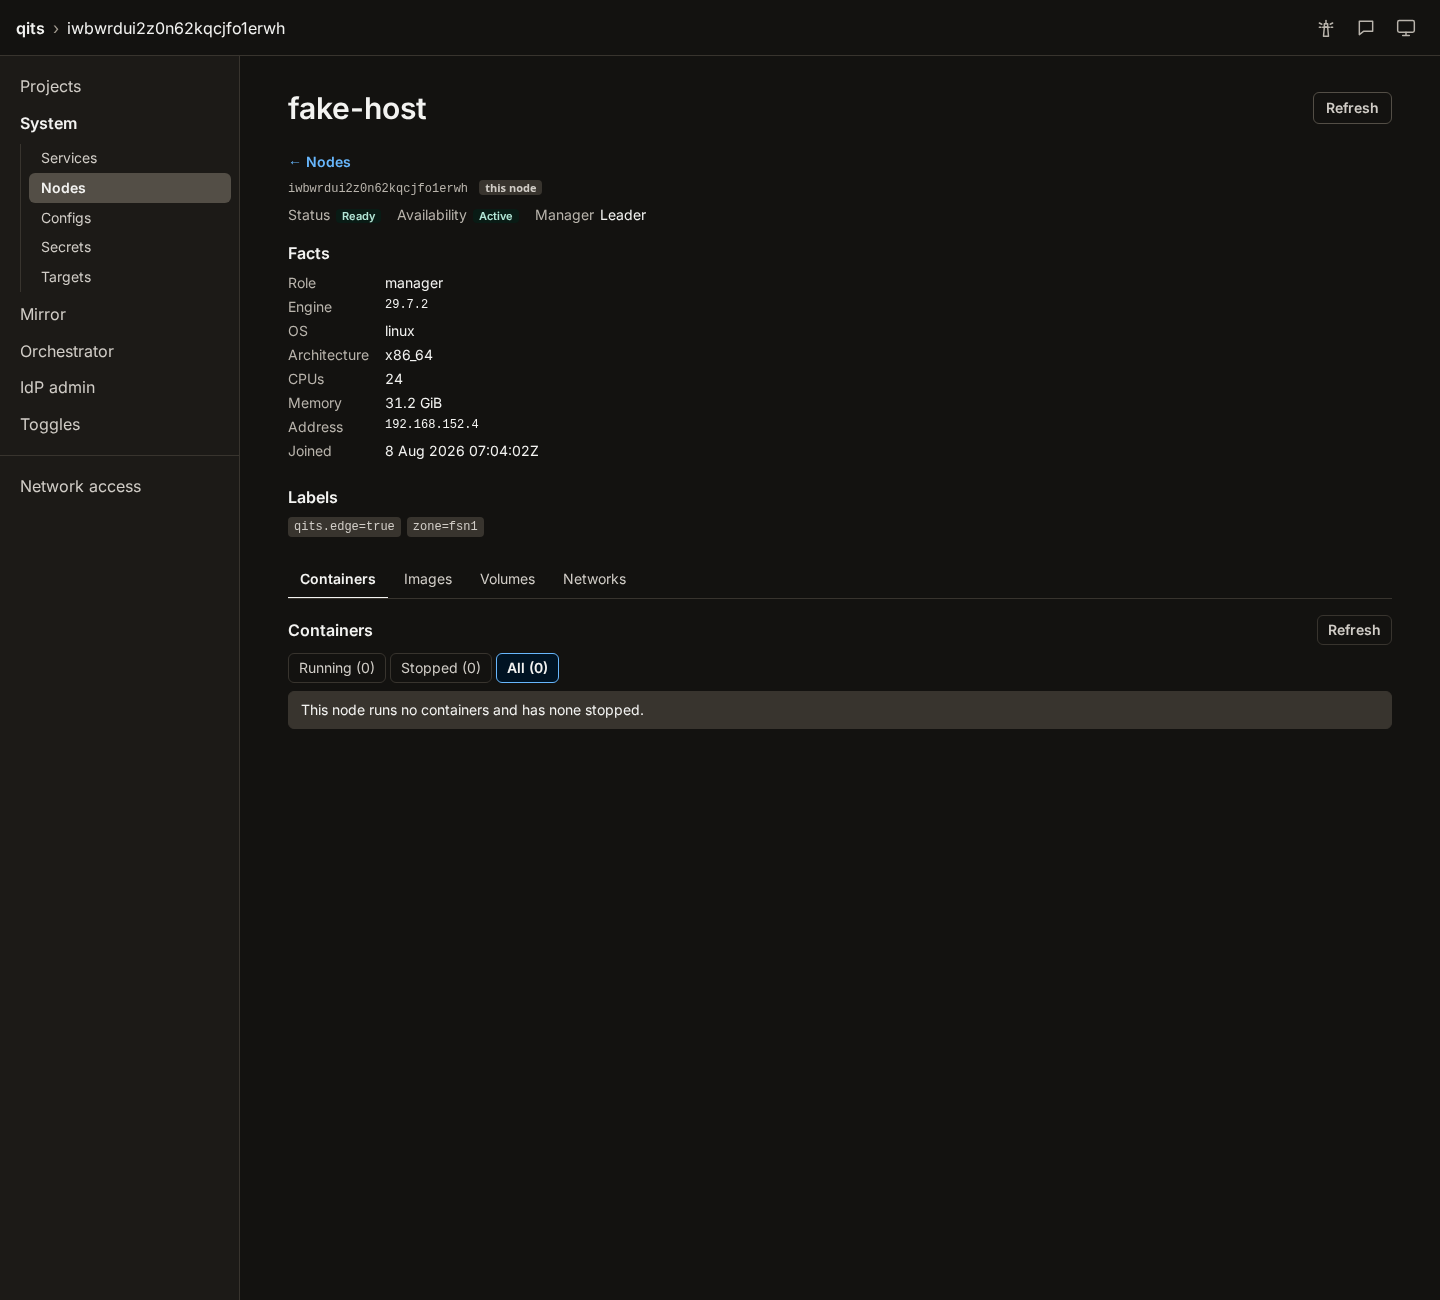 qits › iwbwrdui2z0n62kqcjfo1erwh
Projects
System
Services
Nodes
Configs
Secrets
Targets
Mirror
Orchestrator
IdP admin
Toggles
Network access
fake-host
Refresh
← Nodes
iwbwrdui2z0n62kqcjfo1erwh this node
Status Ready Availability Active Manager Leader
Facts
Role manager
Engine 29.7.2
OS linux
Architecture x86_64
CPUs 24
Memory 31.2 GiB
Address 192.168.152.4
Joined 8 Aug 2026 07:04:02Z
Labels
qits.edge=true zone=fsn1
Containers Images Volumes Networks
Containers Refresh
Running (0) Stopped (0) All (0)
This node runs no containers and has none stopped.